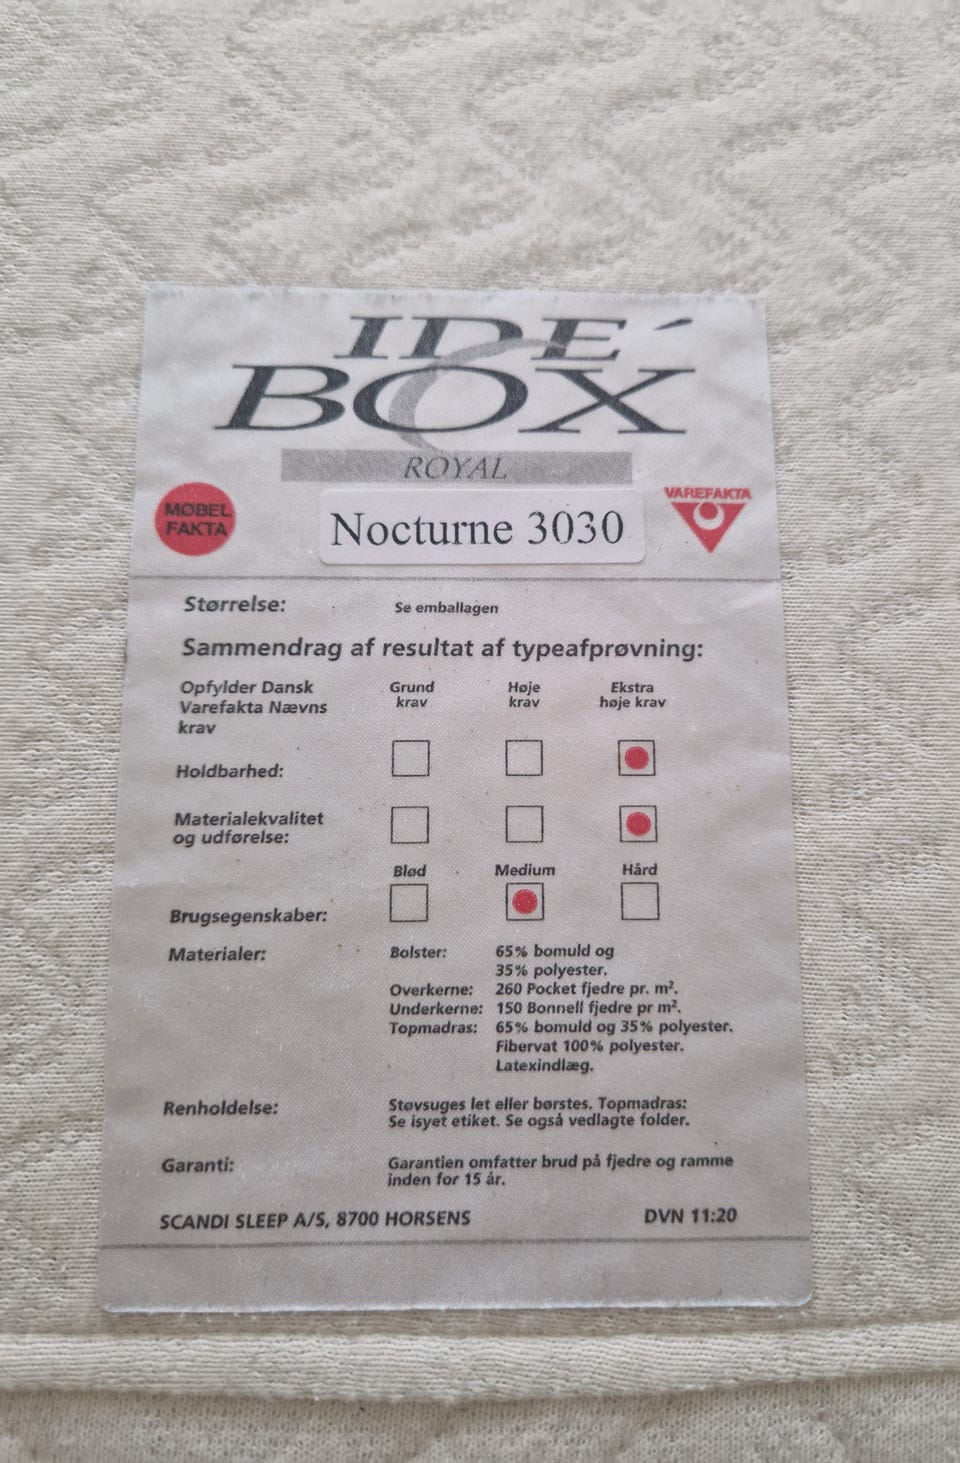 IDÉ
BOX
ROYAL
MØBEL
FAKTA
Nocturne 3030
VAREFAKTA
Størrelse: Se emballagen
Sammendrag af resultat af typeafprøvning:
Opfylder Dansk
Varefakta Nævns
krav
Grund
krav
Høje
krav
Ekstra
høje krav
Holdbarhed:
Materialekvalitet
og udførelse:
Blød Medium Hård
Brugsegenskaber:
Materialer: Bolster: 65% bomuld og
35% polyester.
Overkerne: 260 Pocket fjedre pr. m².
Underkerne: 150 Bonnell fjedre pr m².
Topmadras: 65% bomuld og 35% polyester.
Fibervat 100% polyester.
Latexindlæg.
Renholdelse: Støvsuges let eller børstes. Topmadras:
Se isyet etiket. Se også vedlagte folder.
Garanti: Garantien omfatter brud på fjedre og ramme
inden for 15 år.
SCANDI SLEEP A/S, 8700 HORSENS DVN 11:20